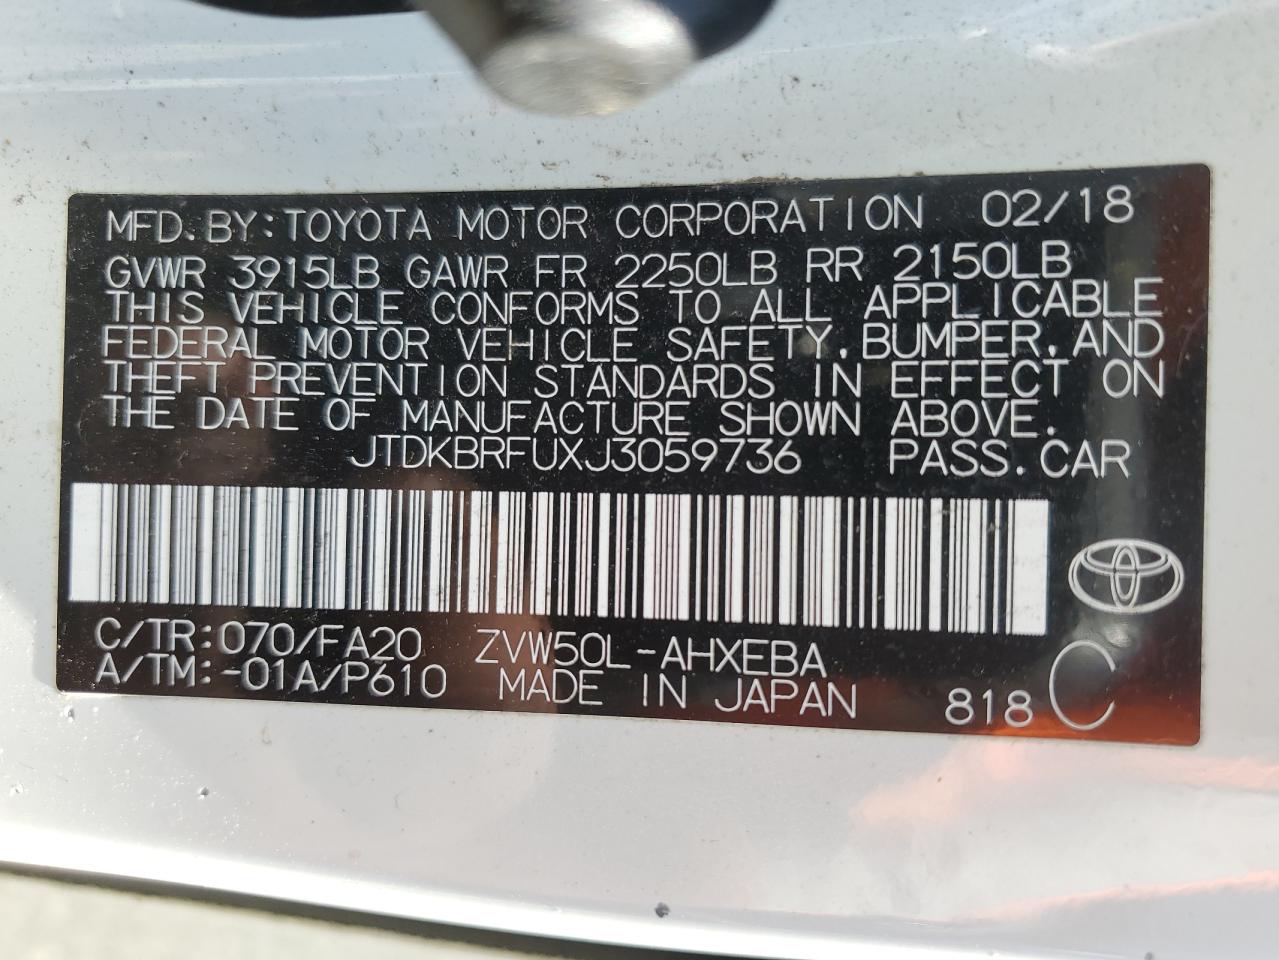 MFD. BY: TOYOTA MOTOR CORPORATION 02/18
GVWR 3915LB GAWR FR 2250LB RR 2150LB
THIS VEHICLE CONFORMS TO ALL APPLICABLE
FEDERAL MOTOR VEHICLE SAFETY, BUMPER, AND
THEFT PREVENTION STANDARDS IN EFFECT ON
THE DATE OF MANUFACTURE SHOWN ABOVE.
JTDKBRFUXJ3059736 PASS. CAR
C/TR: 070/FA20 ZVW50L-AHXEBA
A/TM: -01A/P610 MADE IN JAPAN 818 C